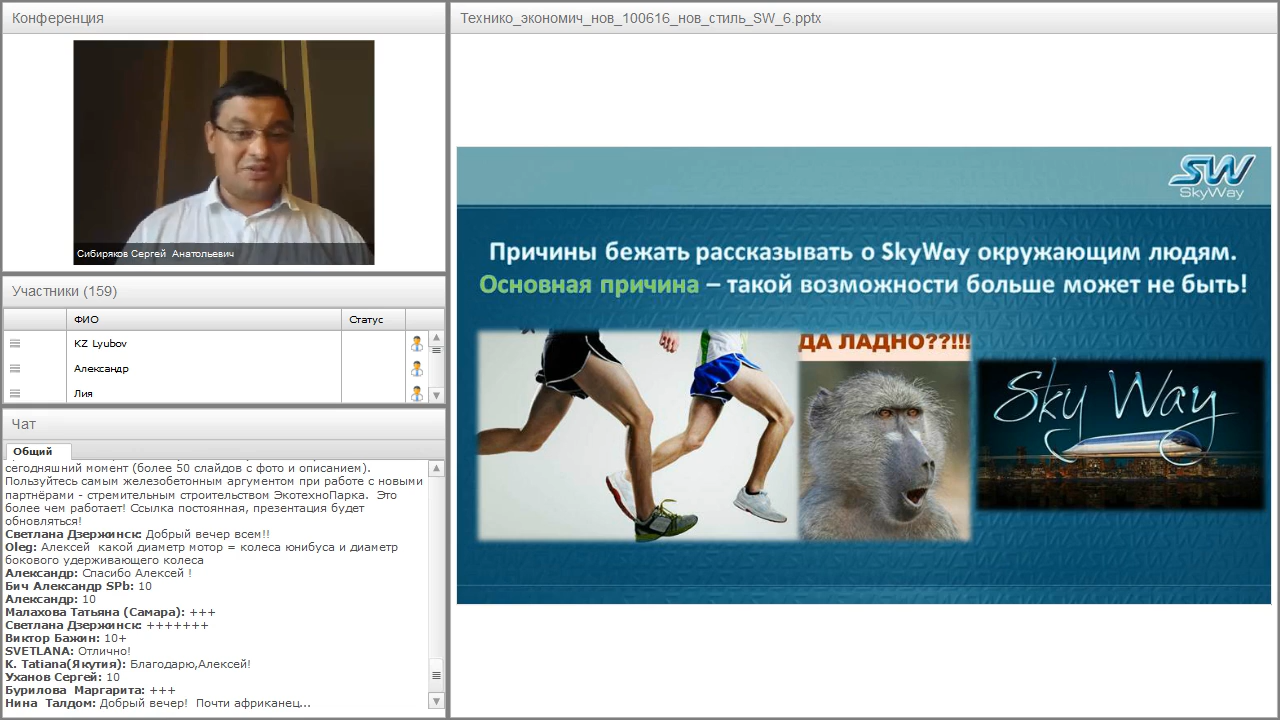 Конференция
Сибиряков Сергей Анатольевич
Участники (159)
ФИО
Статус
KZ Lyubov
Александр
Лия
Чат
Общий
сегодняшний момент (более 50 слайдов с фото и описанием).
Пользуйтесь самым железобетонным аргументом при работе с новыми
партнёрами - стремительным строительством ЭкотехноПарка. Это
более чем работает! Ссылка постоянная, презентация будет
обновляться!
Светлана Дзержинск: Добрый вечер всем!!
Oleg: Алексей какой диаметр мотор = колеса юнибуса и диаметр
бокового удерживающего колеса
Александр: Спасибо Алексей !
Бич Александр SPb: 10
Александр: 10
Малахова Татьяна (Самара): +++
Светлана Дзержинск: +++++++
Виктор Бажин: 10+
SVETLANA: Отлично!
K. Tatiana(Якутия): Благодарю,Алексей!
Уханов Сергей: 10
Бурилова Маргарита: +++
Нина Талдом: Добрый вечер! Почти африканец...
Технико_экономич_нов_100616_нов_стиль_SW_6.pptx
SW
SkyWay
Причины бежать рассказывать о SkyWay окружающим людям.
Основная причина – такой возможности больше может не быть!
ДА ЛАДНО??!!!
Sky Way